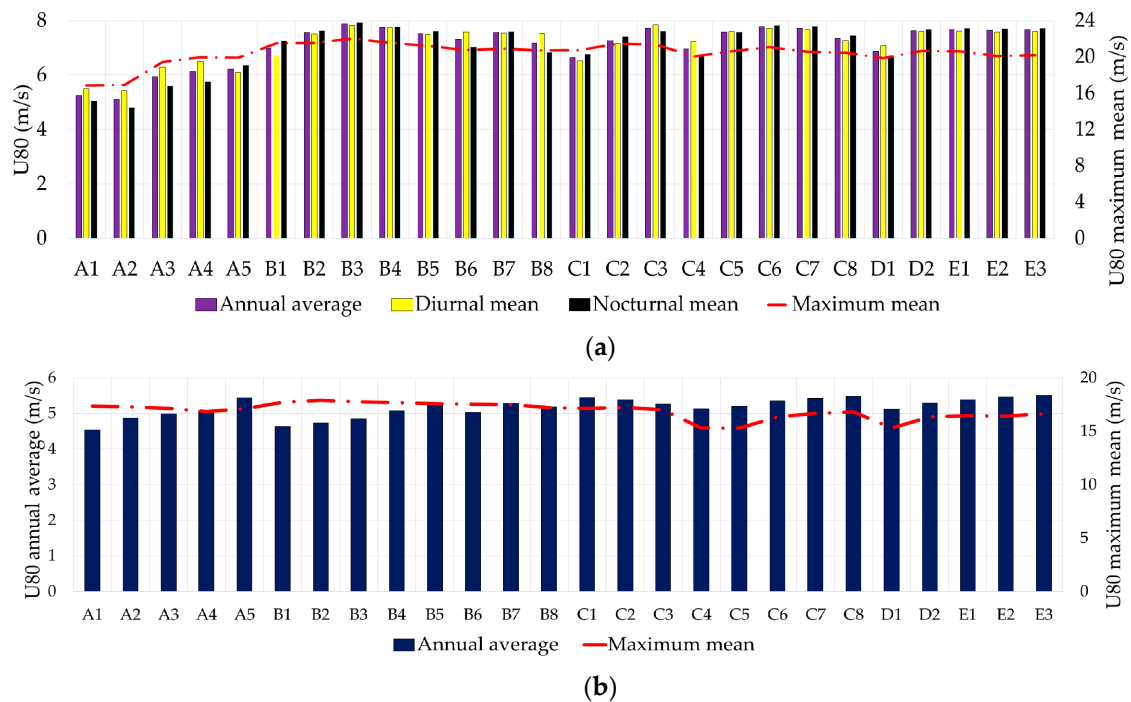 U80 (m/s)
8
6
4
2
0
24
20
16
12
8
4
0
U80 maximum mean (m/s)
A1 A2 A3 A4 A5 B1 B2 B3 B4 B5 B6 B7 B8 C1 C2 C3 C4 C5 C6 C7 C8 D1 D2 E1 E2 E3
Annual average Diurnal mean Nocturnal mean Maximum mean
(a)
U80 annual average (m/s)
6
5
4
3
2
1
0
20
15
10
5
0
U80 maximum mean (m/s)
A1 A2 A3 A4 A5 B1 B2 B3 B4 B5 B6 B7 B8 C1 C2 C3 C4 C5 C6 C7 C8 D1 D2 E1 E2 E3
Annual average Maximum mean
(b)